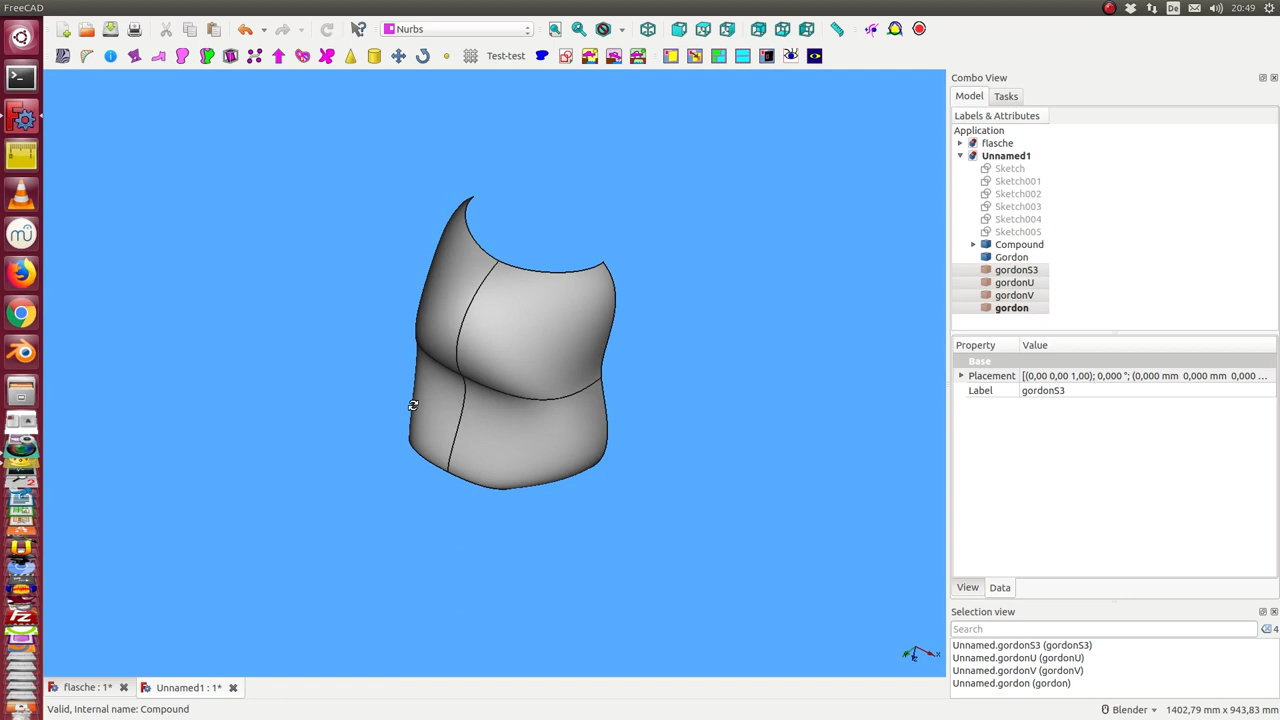 FreeCAD
De
20:49
Nurbs
Test-test
Combo View
Model
Tasks
Labels & Attributes
Application
flasche
Unnamed1
Sketch
Sketch001
Sketch002
Sketch003
Sketch004
Sketch005
Compound
Gordon
gordonS3
gordonU
gordonV
gordon
Property Value
Base
Placement [(0,00 0,00 1,00); 0,000 °; (0,000 mm 0,000 mm 0,000 ...
Label gordonS3
View
Data
Selection view
Search
4
Unnamed.gordonS3 (gordonS3)
Unnamed.gordonU (gordonU)
Unnamed.gordonV (gordonV)
Unnamed.gordon (gordon)
x
flasche : 1*
Unnamed1 : 1*
Valid, Internal name: Compound
Blender
1402,79 mm x 943,83 mm